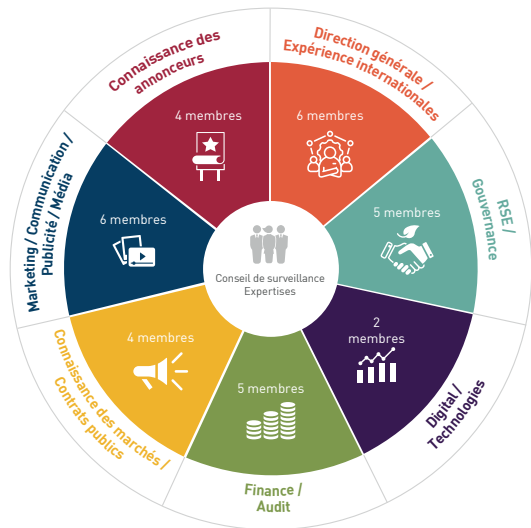 Connaissance des
annonceurs
4 membres
Direction générale /
Expérience internationales
6 membres
RSE /
Gouvernance
5 membres
Digital /
Technologies
2
membres
Finance /
Audit
5 membres
Connaissance des marchés /
Contrats publics
4 membres
Marketing / Communication /
Publicité / Média
6 membres
Conseil de surveillance
Expertises